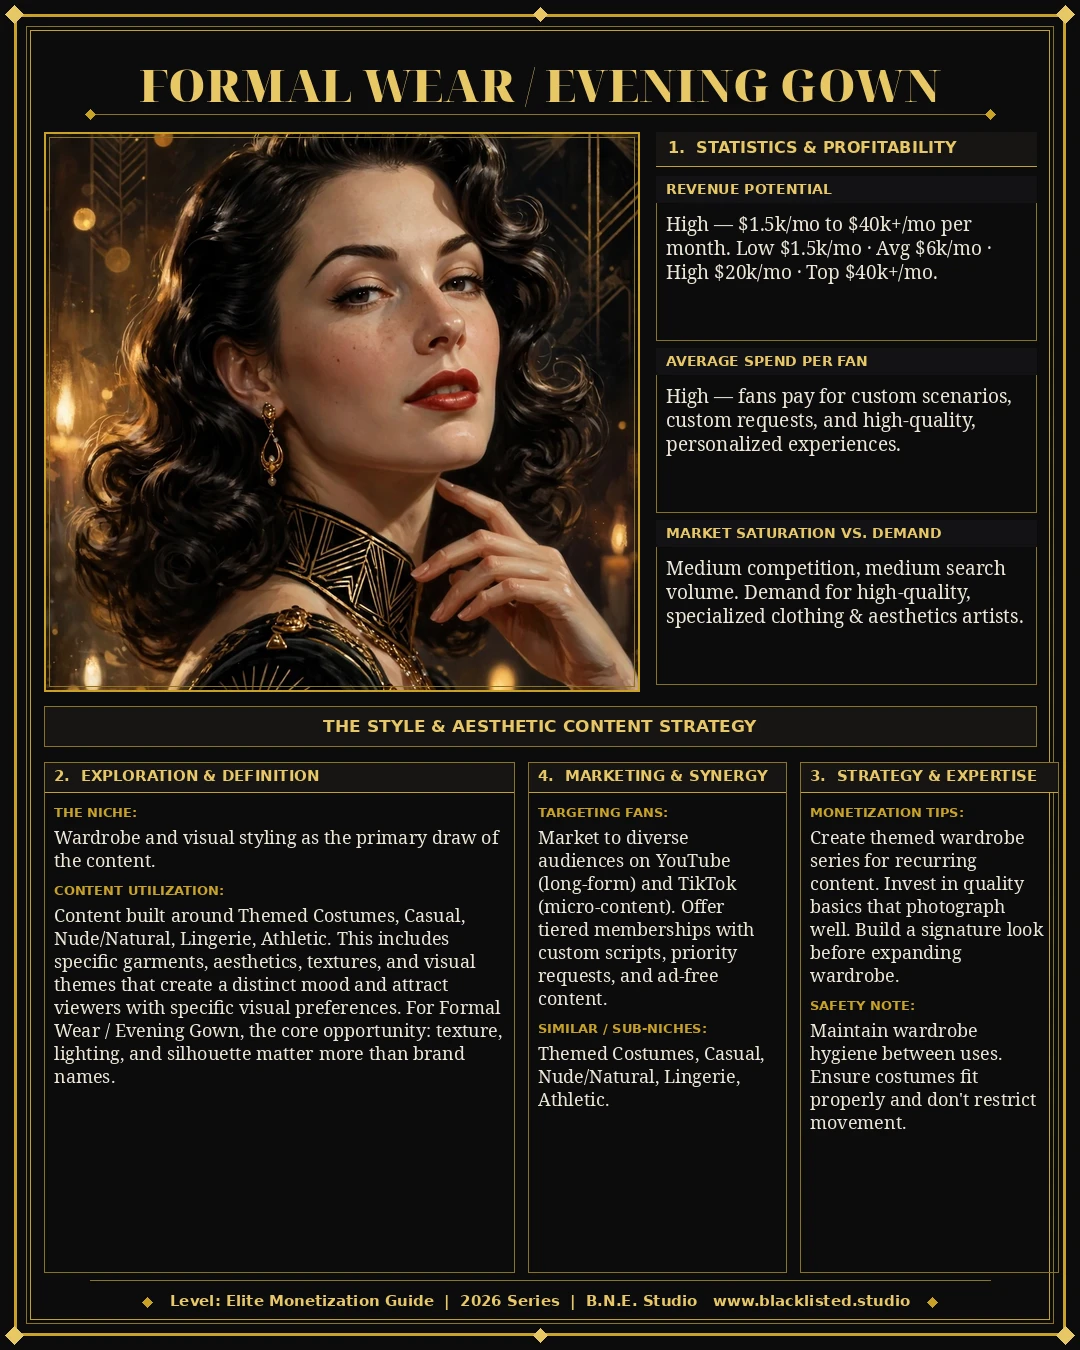 FORMAL WEAR / EVENING GOWN
1. STATISTICS & PROFITABILITY
REVENUE POTENTIAL
High — $1.5k/mo to $40k+/mo per
month. Low $1.5k/mo · Avg $6k/mo ·
High $20k/mo · Top $40k+/mo.
AVERAGE SPEND PER FAN
High — fans pay for custom scenarios,
custom requests, and high-quality,
personalized experiences.
MARKET SATURATION VS. DEMAND
Medium competition, medium search
volume. Demand for high-quality,
specialized clothing & aesthetics artists.
THE STYLE & AESTHETIC CONTENT STRATEGY
2. EXPLORATION & DEFINITION
THE NICHE:
Wardrobe and visual styling as the primary draw of
the content.
CONTENT UTILIZATION:
Content built around Themed Costumes, Casual,
Nude/Natural, Lingerie, Athletic. This includes
specific garments, aesthetics, textures, and visual
themes that create a distinct mood and attract
viewers with specific visual preferences. For Formal
Wear / Evening Gown, the core opportunity: texture,
lighting, and silhouette matter more than brand
names.
4. MARKETING & SYNERGY
TARGETING FANS:
Market to diverse
audiences on YouTube
(long-form) and TikTok
(micro-content). Offer
tiered memberships with
custom scripts, priority
requests, and ad-free
content.
SIMILAR / SUB-NICHES:
Themed Costumes, Casual,
Nude/Natural, Lingerie,
Athletic.
3. STRATEGY & EXPERTISE
MONETIZATION TIPS:
Create themed wardrobe
series for recurring
content. Invest in quality
basics that photograph
well. Build a signature look
before expanding
wardrobe.
SAFETY NOTE:
Maintain wardrobe
hygiene between uses.
Ensure costumes fit
properly and don't restrict
movement.
Level: Elite Monetization Guide | 2026 Series | B.N.E. Studio www.blacklisted.studio